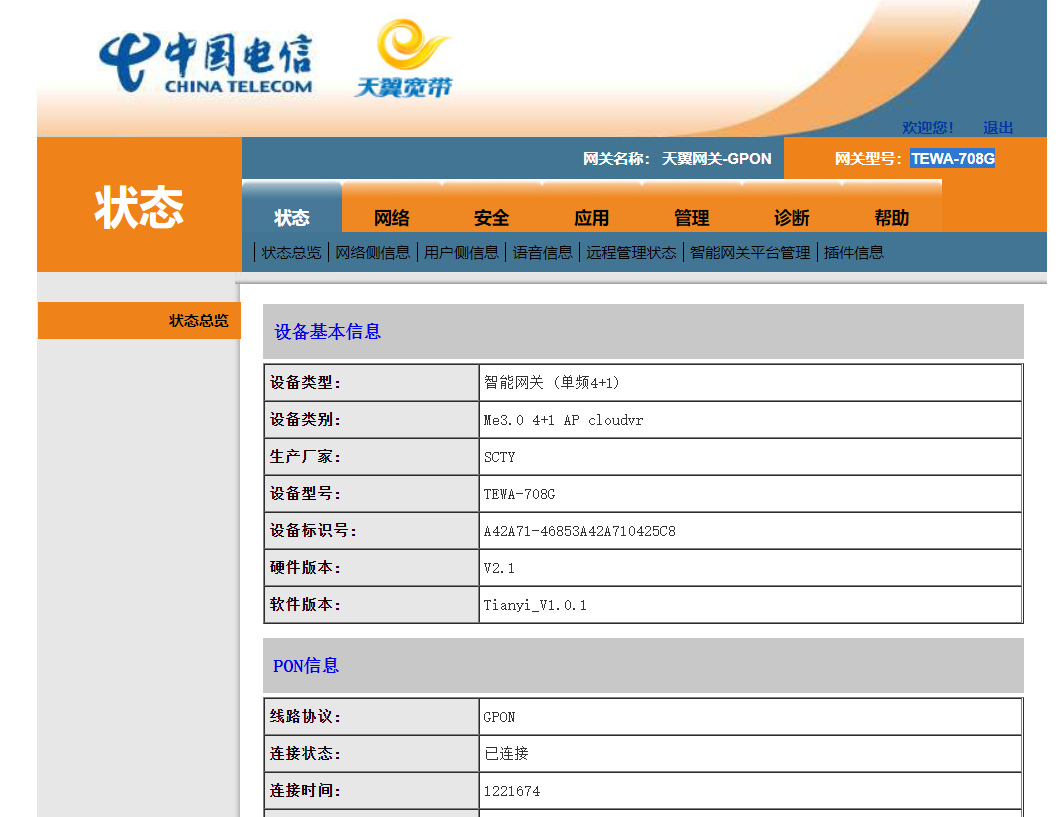 中国电信
CHINA TELECOM
天翼宽带
欢迎您! 退出
网关名称: 天翼网关-GPON 网关型号: TEWA-708G
状态
状态 网络 安全 应用 管理 诊断 帮助
状态总览 网络侧信息 用户侧信息 语音信息 远程管理状态 智能网关平台管理 插件信息
状态总览
设备基本信息
设备类型: 智能网关 (单频4+1)
设备类别: Me3.0 4+1 AP cloudvr
生产厂家: SCTY
设备型号: TEWA-708G
设备标识号: A42A71-46853A42A710425C8
硬件版本: V2.1
软件版本: Tianyi_V1.0.1
PON信息
线路协议: GPON
连接状态: 已连接
连接时间: 1221674